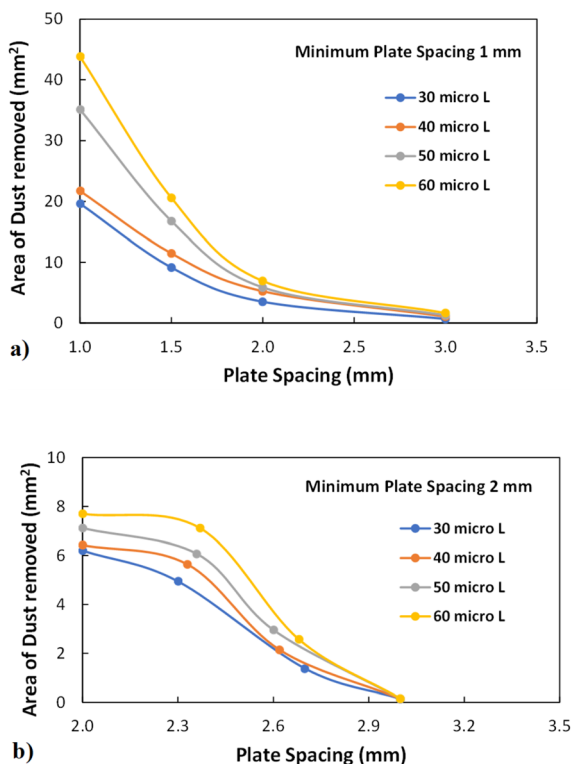 50
Minimum Plate Spacing 1 mm
40
30 micro L
40 micro L
30
50 micro L
60 micro L
20
10
0
Area of Dust removed (mm²)
1.0 1.5 2.0 2.5 3.0 3.5
a)
Plate Spacing (mm)
10
Minimum Plate Spacing 2 mm
8
30 micro L
6
40 micro L
50 micro L
4
60 micro L
2
0
Area of Dust removed (mm²)
2.0 2.3 2.6 2.9 3.2 3.5
b)
Plate Spacing (mm)